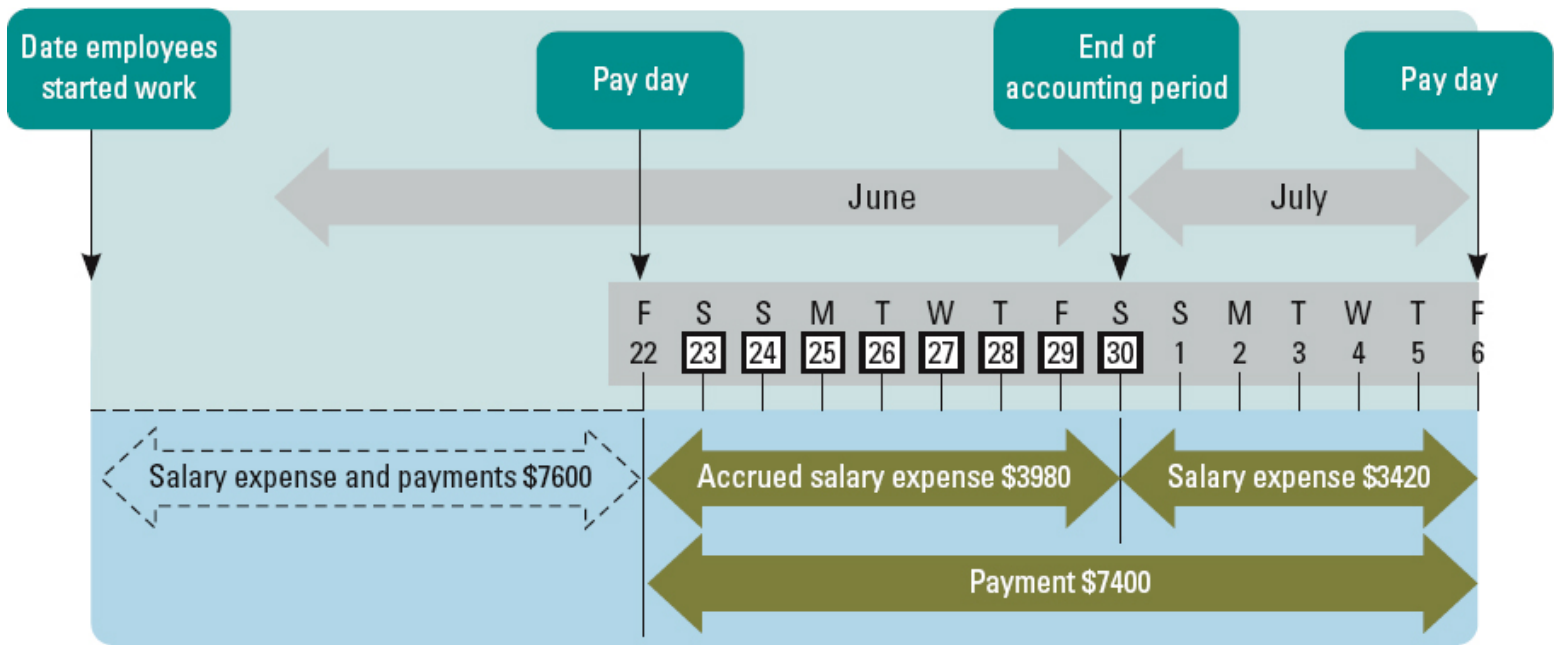 Date employees
started work
Pay day
End of
accounting period
Pay day
June
July
F S S M T W T F S S M T W T F
22 23 24 25 26 27 28 29 30 1 2 3 4 5 6
Salary expense and payments $7600
Accrued salary expense $3980
Salary expense $3420
Payment $7400